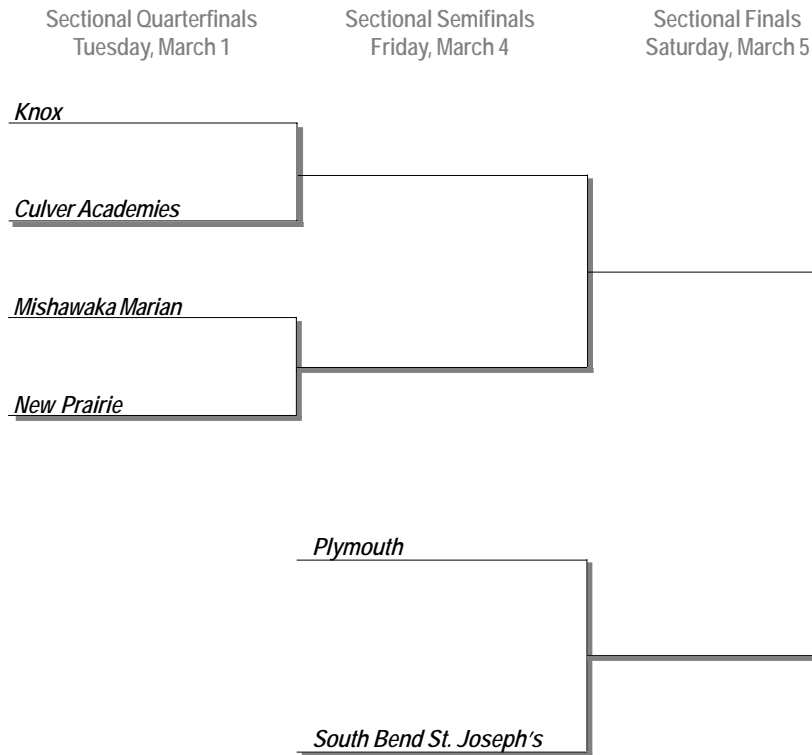 Sectional Quarterfinals
Tuesday, March 1
Sectional Semifinals
Friday, March 4
Sectional Finals
Saturday, March 5
Knox
Culver Academies
Mishawaka Marian
New Prairie
Plymouth
South Bend St. Joseph's